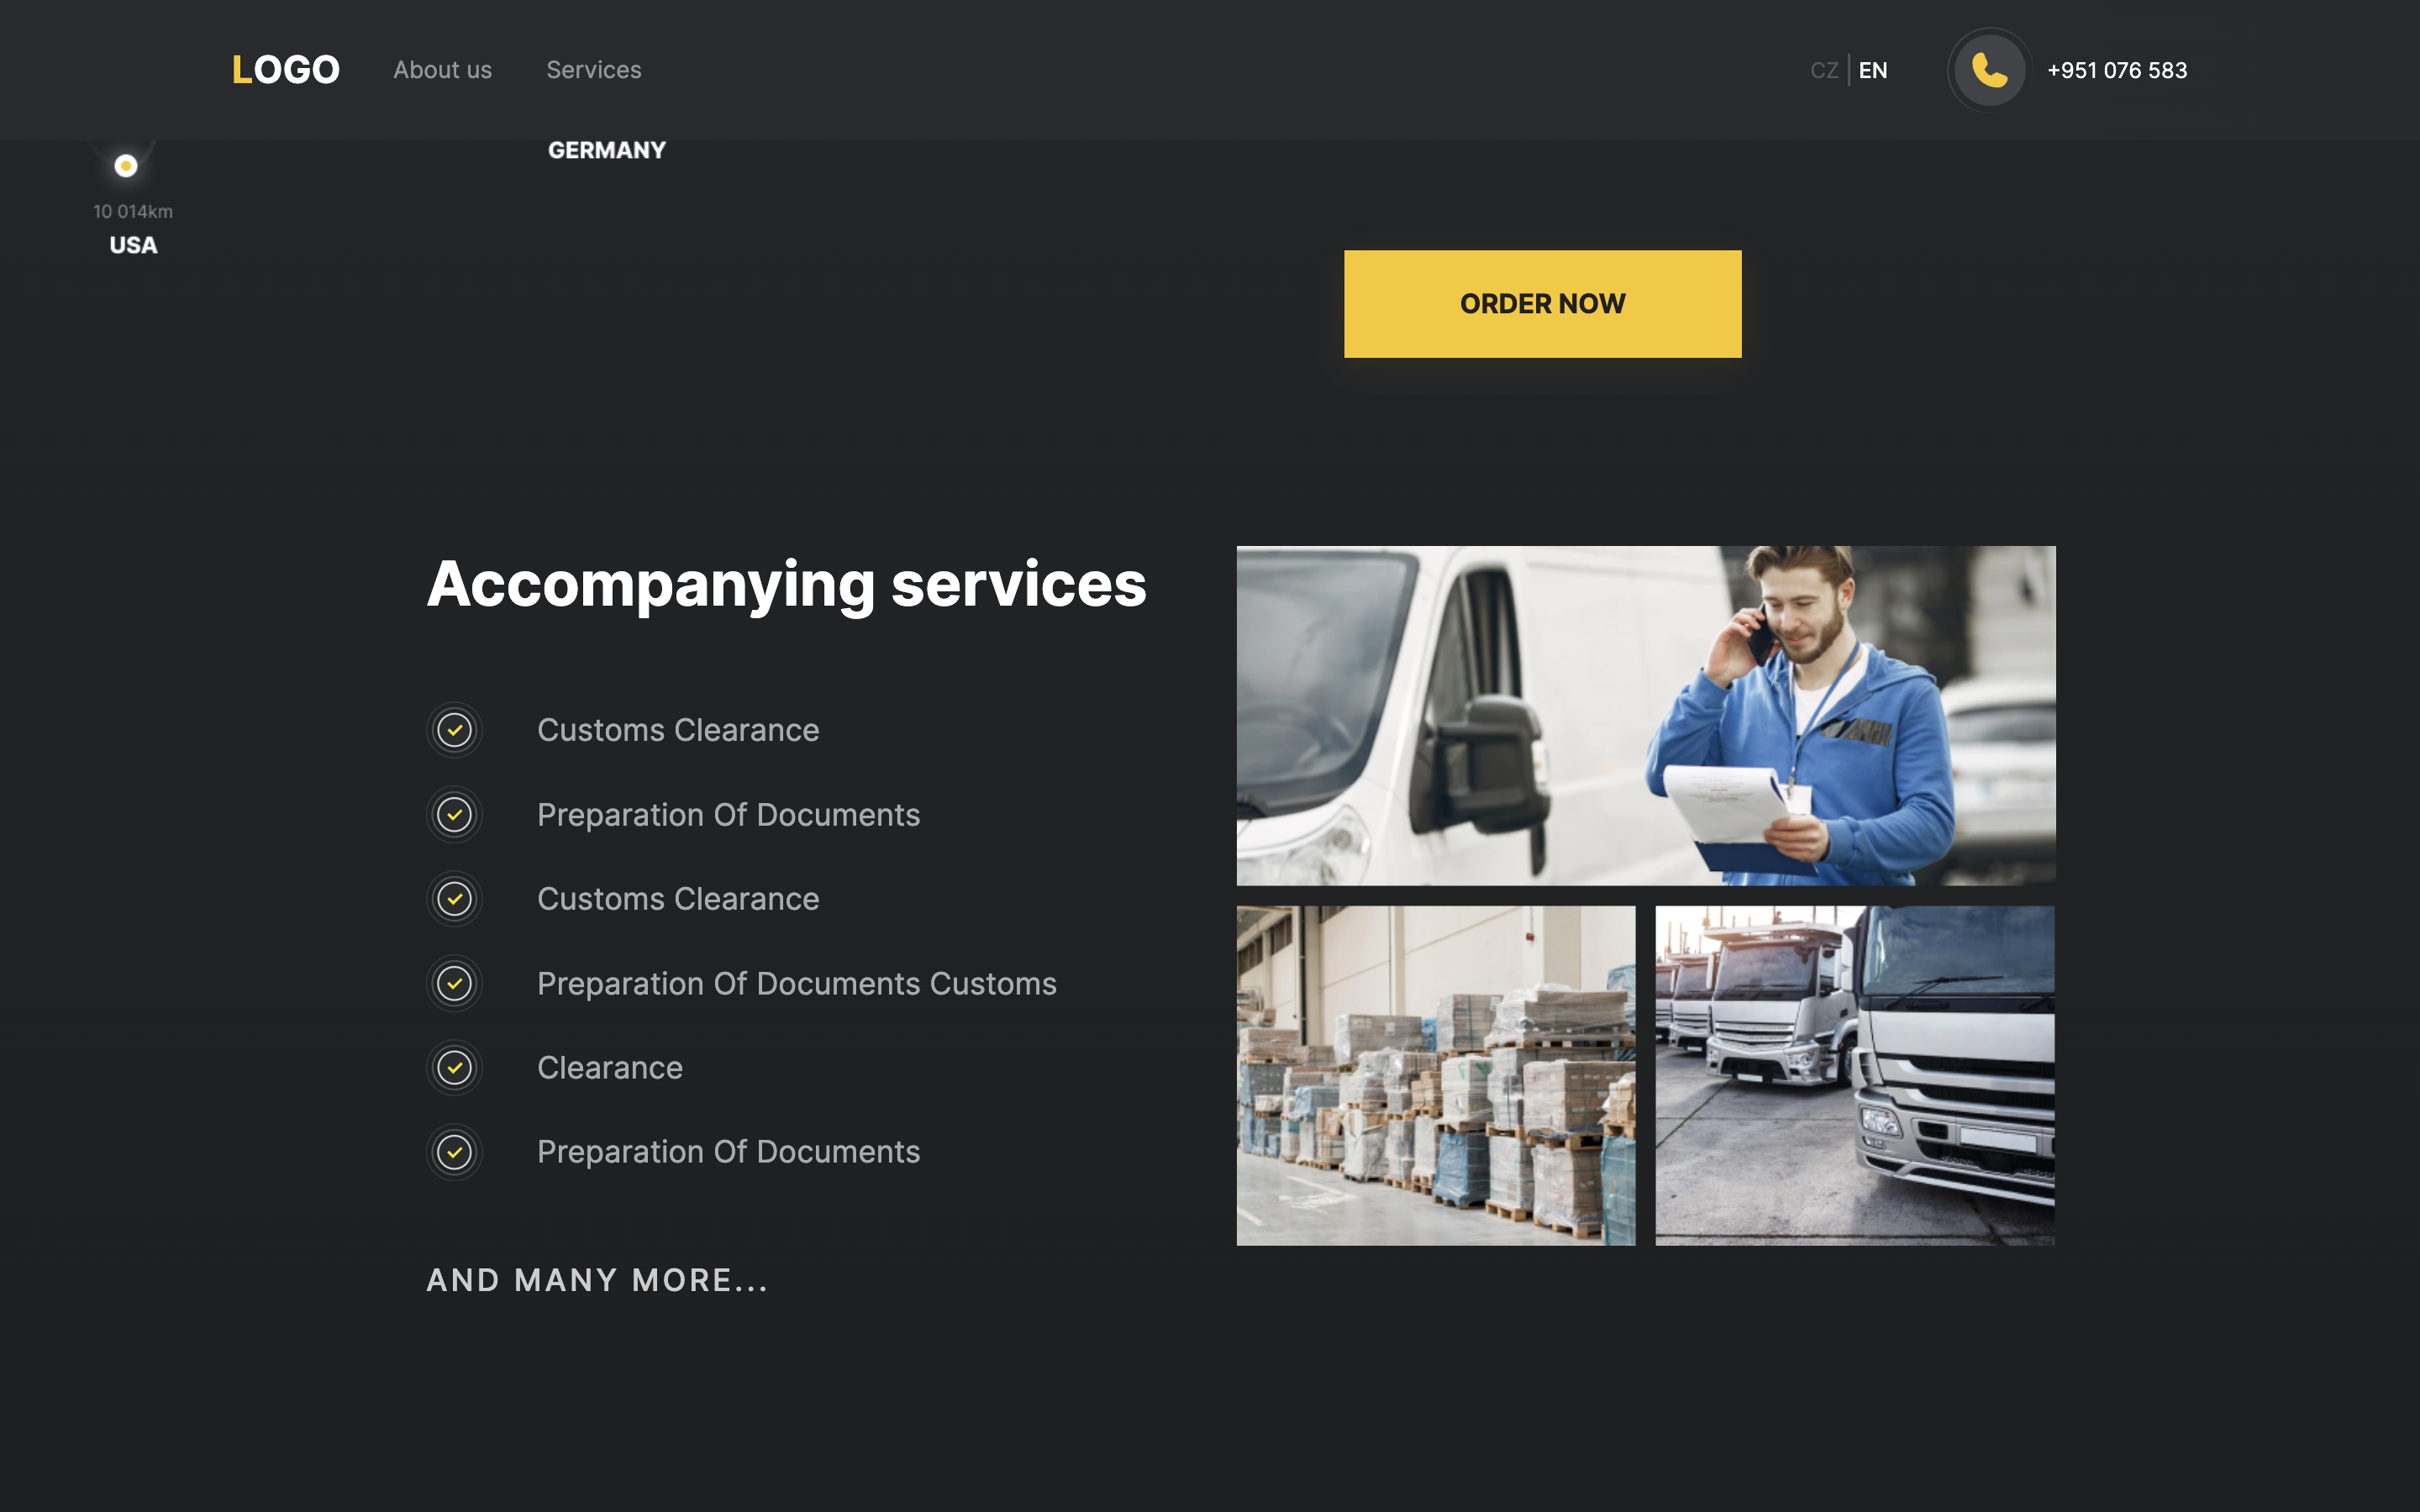 LOGO
About us
Services
CZ | EN
+951 076 583
GERMANY
10 014km
USA
ORDER NOW
Accompanying services
Customs Clearance
Preparation Of Documents
Customs Clearance
Preparation Of Documents Customs
Clearance
Preparation Of Documents
AND MANY MORE...